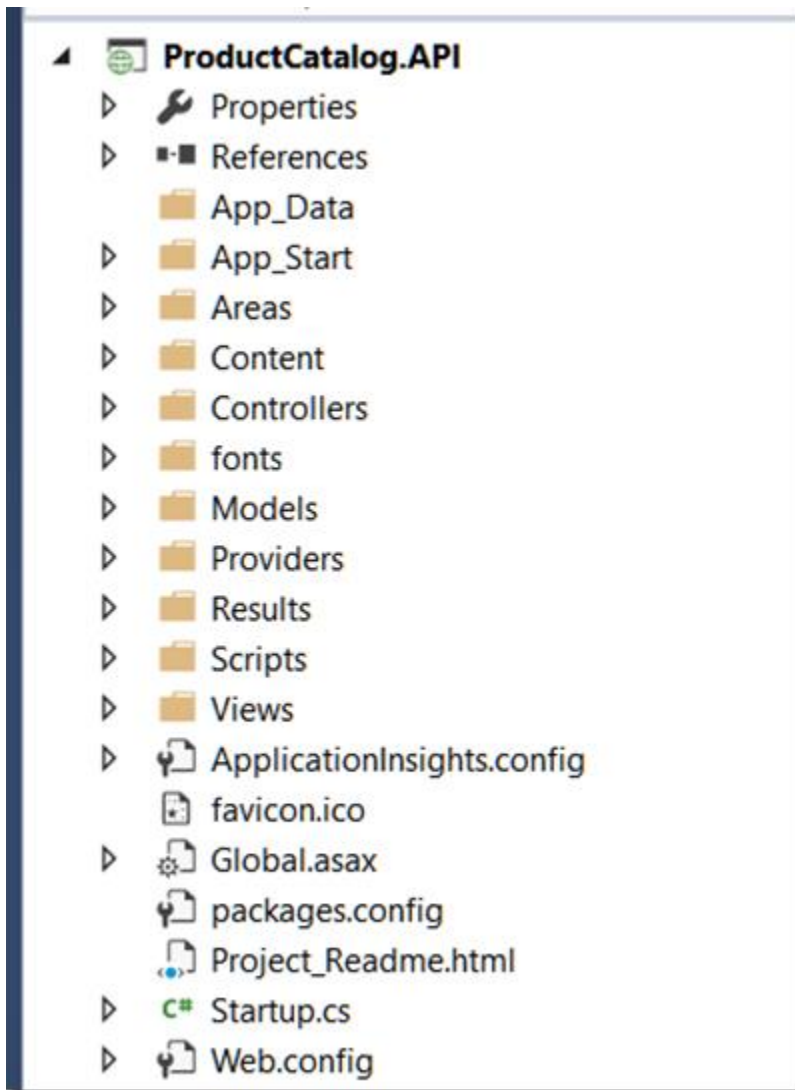 ProductCatalog.API
Properties
References
App_Data
App_Start
Areas
Content
Controllers
fonts
Models
Providers
Results
Scripts
Views
ApplicationInsights.config
favicon.ico
Global.asax
packages.config
Project_Readme.html
C# Startup.cs
Web.config